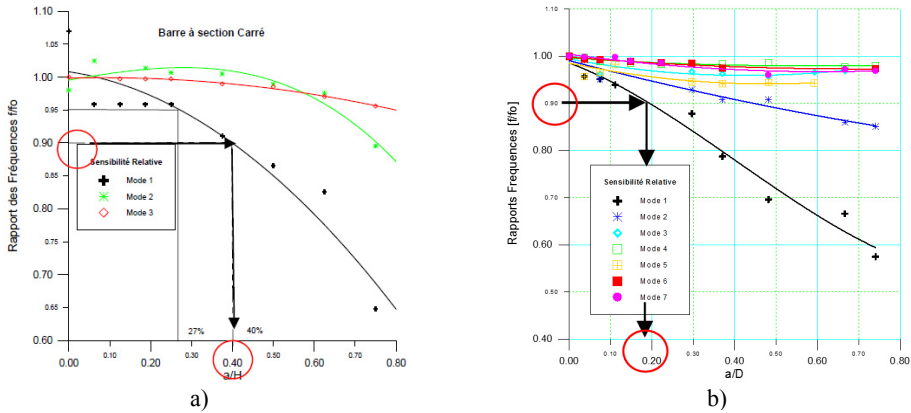 Barre à section Carré
Rapport des Fréquences f/fo
1.05
1.00
0.95
0.90
0.85
0.80
0.75
0.70
0.65
0.60
Sensibilité Relative
Mode 1
Mode 2
Mode 3
27%
40%
0.00
0.10
0.20
0.30
0.40
0.50
0.60
0.70
0.80
a/H
a)
Rapports Frequences [f/fo]
1.00
0.90
0.80
0.70
0.60
0.50
0.40
Sensibilité Relative
Mode 1
Mode 2
Mode 3
Mode 4
Mode 5
Mode 6
Mode 7
0.00
0.10
0.20
0.30
0.40
0.50
0.60
0.70
0.80
a/D
b)